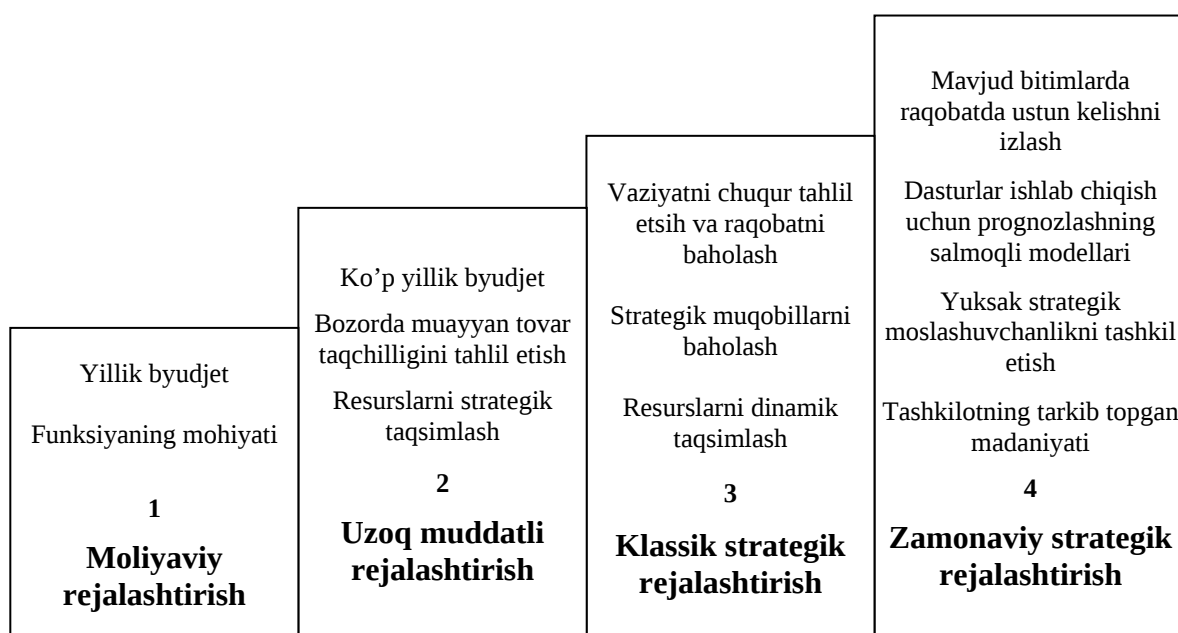 Yillik byudjet
Funksiyaning mohiyati
1
Moliyaviy
rejalashtirish
Ko’p yillik byudjet
Bozorda muayyan tovar
taqchilligini tahlil etish
Resurslarni strategik
taqsimlash
2
Uzoq muddatli
rejalashtirish
Vaziyatni chuqur tahlil
etsih va raqobatni
baholash
Strategik muqobillarni
baholash
Resurslarni dinamik
taqsimlash
3
Klassik strategik
rejalashtirish
Mavjud bitimlarda
raqobatda ustun kelishni
izlash
Dasturlar ishlab chiqish
uchun prognozlashning
salmoqli modellari
Yuksak strategik
moslashuvchanlikni tashkil
etish
Tashkilotning tarkib topgan
madaniyati
4
Zamonaviy strategik
rejalashtirish